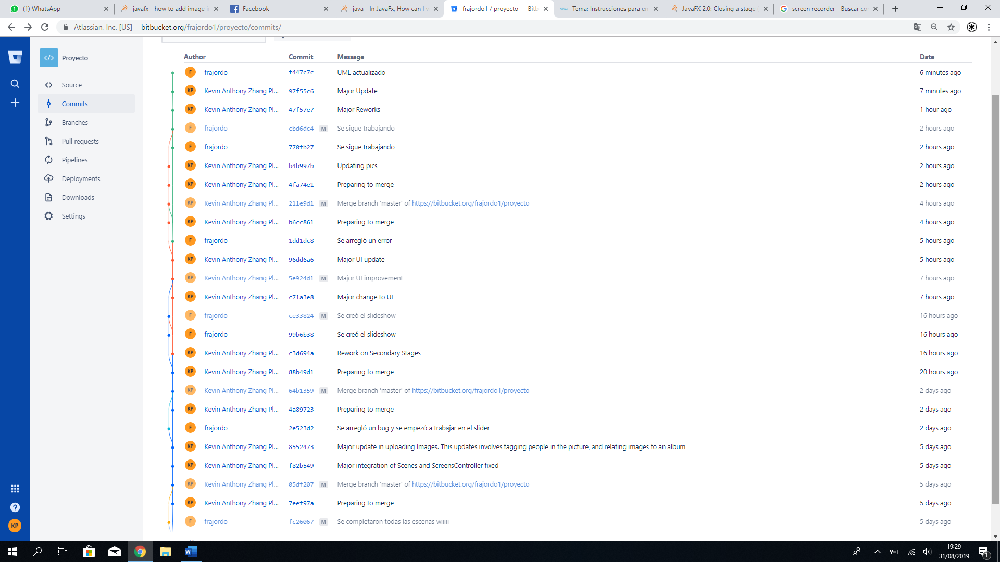 (1) WhatsApp
javafx - how to add image i
Facebook
java - In JavaFx, How can I
frajordo1 / proyecto — Bitb
Tema: Instrucciones para en
JavaFX 2.0: Closing a stage
screen recorder - Buscar co
Atlassian, Inc. [US]
bitbucket.org/frajordo1/proyecto/commits/
Proyecto
Source
Commits
Branches
Pull requests
Pipelines
Deployments
Downloads
Settings
KP
Author Commit Message Date
F frajordo f447c7c UML actualizado 6 minutes ago
KP Kevin Anthony Zhang Pl... 97f55c6 Major Update 7 minutes ago
KP Kevin Anthony Zhang Pl... 47f57e7 Major Reworks 1 hour ago
F frajordo cbd6dc4 M Se sigue trabajando 2 hours ago
F frajordo 770fb27 Se sigue trabajando 2 hours ago
KP Kevin Anthony Zhang Pl... b4b997b Updating pics 2 hours ago
KP Kevin Anthony Zhang Pl... 4fa74e1 Preparing to merge 2 hours ago
KP Kevin Anthony Zhang Pl... 211e9d1 M Merge branch 'master' of https://bitbucket.org/frajordo1/proyecto 4 hours ago
KP Kevin Anthony Zhang Pl... b6cc861 Preparing to merge 4 hours ago
F frajordo 1dd1dc8 Se arregló un error 5 hours ago
KP Kevin Anthony Zhang Pl... 96dd6a6 Major UI update 5 hours ago
KP Kevin Anthony Zhang Pl... 5e924d1 M Major UI improvement 7 hours ago
KP Kevin Anthony Zhang Pl... c71a3e8 Major change to UI 7 hours ago
F frajordo ce33824 M Se creó el slideshow 16 hours ago
F frajordo 99b6b38 Se creó el slideshow 16 hours ago
KP Kevin Anthony Zhang Pl... c3d694a Rework on Secondary Stages 16 hours ago
KP Kevin Anthony Zhang Pl... 88b49d1 Preparing to merge 20 hours ago
KP Kevin Anthony Zhang Pl... 64b1359 M Merge branch 'master' of https://bitbucket.org/frajordo1/proyecto 2 days ago
KP Kevin Anthony Zhang Pl... 4a89723 Preparing to merge 2 days ago
F frajordo 2e523d2 Se arregló un bug y se empezó a trabajar en el slider 2 days ago
KP Kevin Anthony Zhang Pl... 8552473 Major update in uploading Images. This updates involves tagging people in the picture, and relating images to an album 5 days ago
KP Kevin Anthony Zhang Pl... f82b549 Major integration of Scenes and ScreensController fixed 5 days ago
KP Kevin Anthony Zhang Pl... 05df207 M Merge branch 'master' of https://bitbucket.org/frajordo1/proyecto 5 days ago
KP Kevin Anthony Zhang Pl... 7eef97a Preparing to merge 5 days ago
F frajordo fc26067 M Se completaron todas las escenas wiiiii 5 days ago
19:29
31/08/2019
1